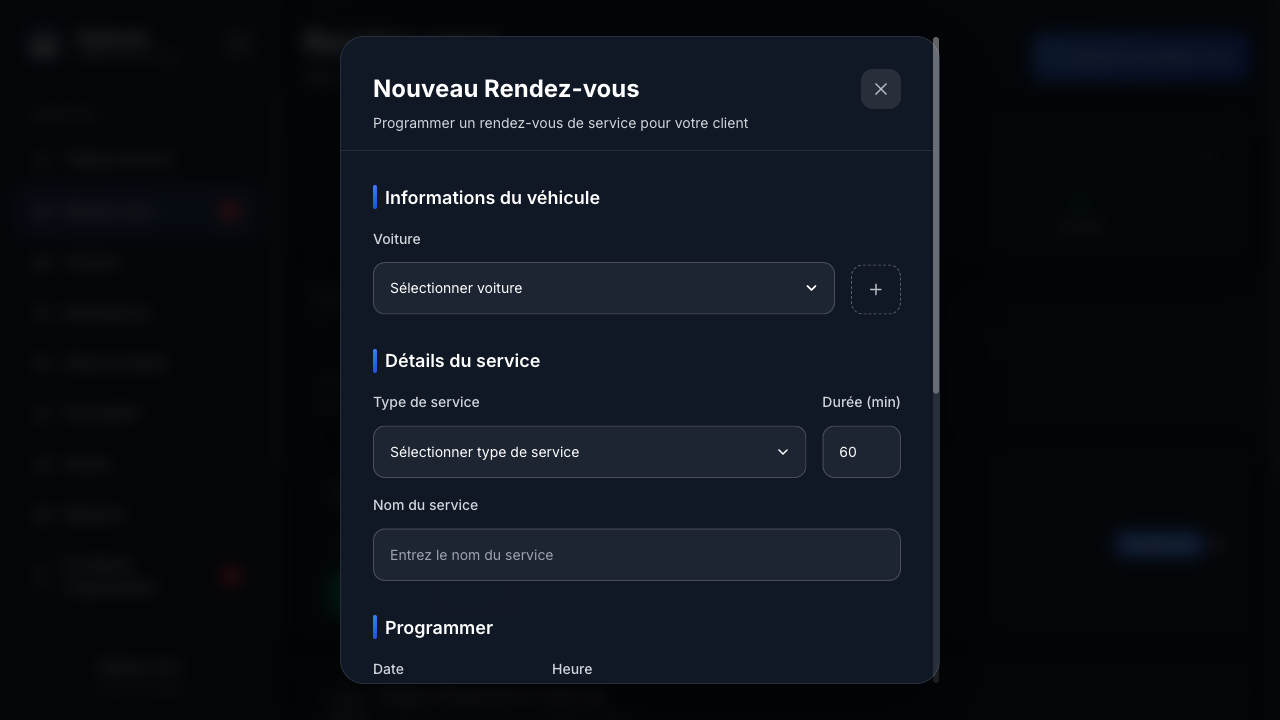 Nouveau Rendez-vous
Programmer un rendez-vous de service pour votre client
Informations du véhicule
Voiture
Sélectionner voiture
Détails du service
Type de service
Durée (min)
Sélectionner type de service
60
Nom du service
Entrez le nom du service
Programmer
Date
Heure